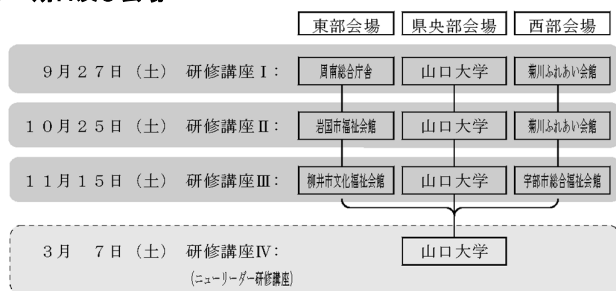 東部会場 県央部会場 西部会場
9月27日（土） 研修講座Ⅰ： 周南総合庁舎 山口大学 菊川ふれあい会館
10月25日（土） 研修講座Ⅱ： 岩国市福祉会館 山口大学 菊川ふれあい会館
11月15日（土） 研修講座Ⅲ： 柳井市文化福祉会館 山口大学 宇部市総合福祉会館
3月 7日（土） 研修講座Ⅳ： 山口大学
(ニューリーダー研修講座)